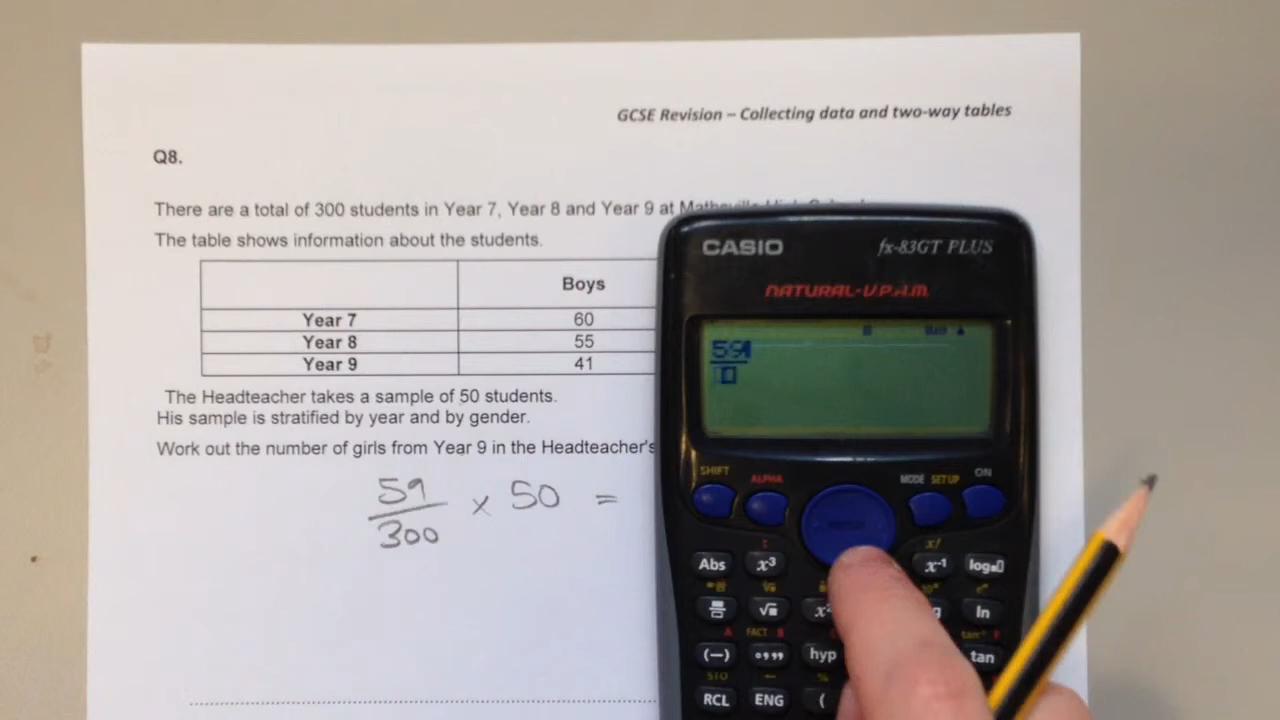 GCSE Revision – Collecting data and two-way tables
Q8.
There are a total of 300 students in Year 7, Year 8 and Year 9 at
The table shows information about the students.
Boys
Year 7 60
Year 8 55
Year 9 41
The Headteacher takes a sample of 50 students.
His sample is stratified by year and by gender.
Work out the number of girls from Year 9 in the Headteacher's
59
300
× 50 =
CASIO fx-83GT PLUS
NATURAL-V.P.A.M.
59
SHIFT ALPHA MODE SETUP ON
x!
Abs x³ x⁻¹ log
√ x² ln
A FACT B
(−) hyp tan
STO
RCL ENG (